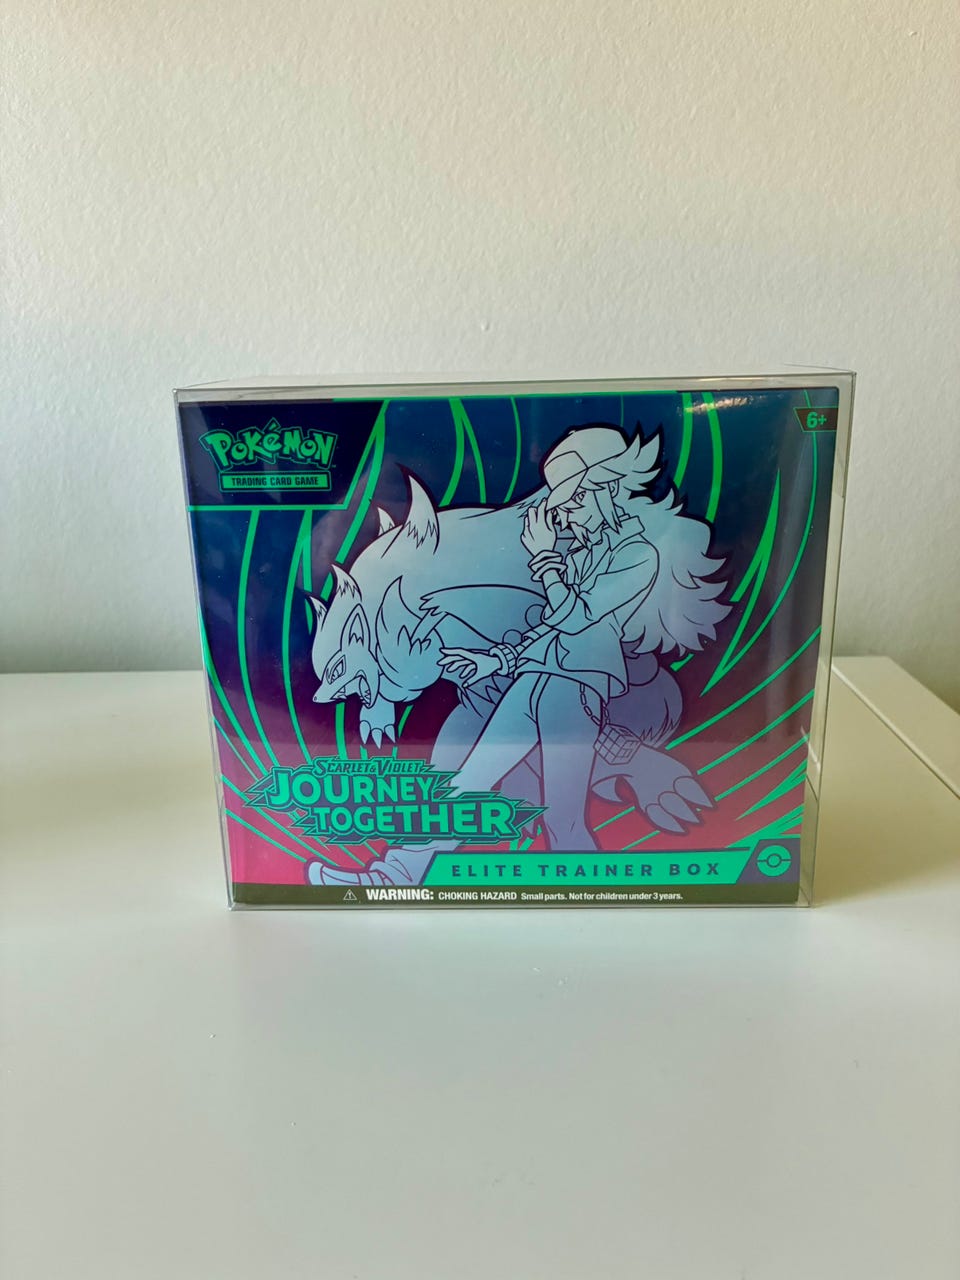 POKéMON
TRADING CARD GAME
6+
SCARLET & VIOLET
JOURNEY
TOGETHER
ELITE TRAINER BOX
WARNING: CHOKING HAZARD Small parts. Not for children under 3 years.